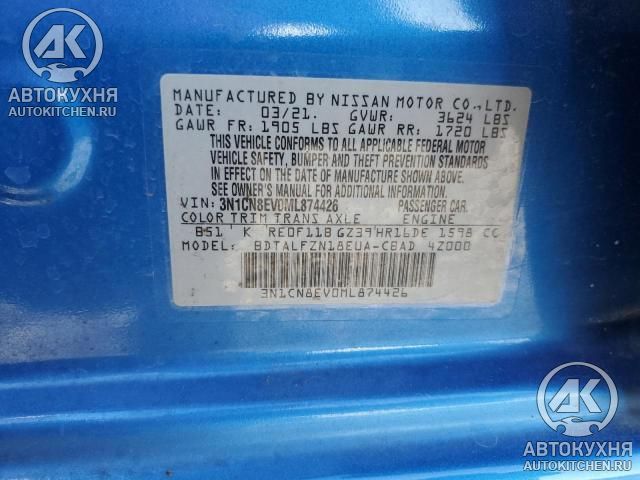 AK
АВТОКУХНЯ
AUTOKITCHEN.RU
MANUFACTURED BY NISSAN MOTOR CO.,LTD.
DATE: 03/21. GVWR: 3624 LBS
GAWR FR: 1905 LBS GAWR RR: 1720 LBS
THIS VEHICLE CONFORMS TO ALL APPLICABLE FEDERAL MOTOR
VEHICLE SAFETY, BUMPER AND THEFT PREVENTION STANDARDS
IN EFFECT ON THE DATE OF MANUFACTURE SHOWN ABOVE.
SEE OWNER'S MANUAL FOR ADDITIONAL INFORMATION.
VIN: 3N1CN8EV0ML874426 PASSENGER CAR.
COLOR TRIM TRANS AXLE ENGINE
B51 K RE0F11B GZ39 HR16DE 1598 CC
MODEL: BDTALFZN18EUA-CBAD 4Z000
3N1CN8EV0ML874426
AK
АВТОКУХНЯ
AUTOKITCHEN.RU